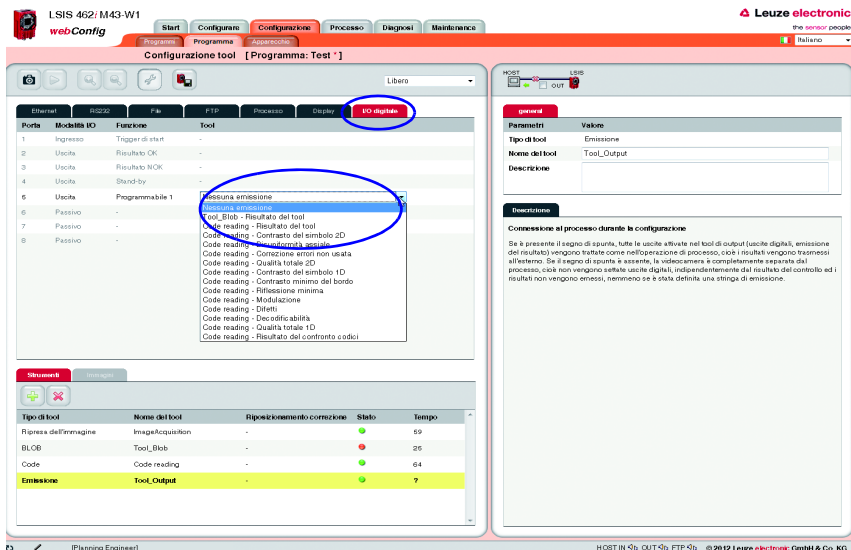 LSIS 462i M43-W1
webConfig
Start Configurare Configurazione Processo Diagnosi Maintenance
Programmi Programma Apparecchio
Leuze electronic
the sensor people
Italiano
Configurazione tool [Programma: Test * ]
Libero
HOST LSIS
OUT
Ethernet RS232 File FTP Processo Display I/O digitale
Porta Modalità I/O Funzione Tool
1 Ingresso Trigger di start -
2 Uscita Risultato OK -
3 Uscita Risultato NOK -
4 Uscita Stand-by -
5 Uscita Programmabile 1 Nessuna emissione
6 Passivo -
7 Passivo -
8 Passivo -
Nessuna emissione
Tool_Blob - Risultato del tool
Code reading - Risultato del tool
Code reading - Contrasto del simbolo 2D
Code reading - Disuniformità assiale
Code reading - Correzione errori non usata
Code reading - Qualità totale 2D
Code reading - Contrasto del simbolo 1D
Code reading - Contrasto minimo del bordo
Code reading - Riflessione minima
Code reading - Modulazione
Code reading - Difetti
Code reading - Decodificabilità
Code reading - Qualità totale 1D
Code reading - Risultato del confronto codici
general
Parametri Valore
Tipo di tool Emissione
Nome del tool Tool_Output
Descrizione
Descrizione
Connessione al processo durante la configurazione
Se è presente il segno di spunta, tutte le uscite attivate nel tool di output (uscite digitali, emissione
del risultato) vengono trattate come nell'operazione di processo, cioè i risultati vengono trasmessi
all'esterno. Se il segno di spunta è assente, la videocamera è completamente separata dal
processo, cioè non vengono settate uscite digitali, indipendentemente dal risultato del controllo ed i
risultati non vengono emessi, nemmeno se è stata definita una stringa di emissione.
Strumenti Immagini
Tipo di tool Nome del tool Riposizionamento correzione Stato Tempo
Ripresa dell'immagine ImageAcquisition - 59
BLOB Tool_Blob - 26
Code Code reading - 64
Emissione Tool_Output - ?
[Planning Engineer]
HOST IN OUT FTP © 2012 Leuze electronic GmbH & Co. KG